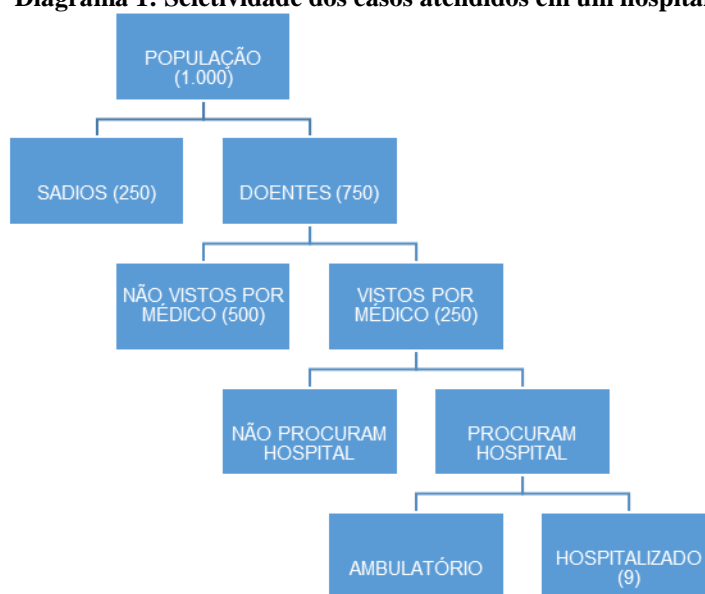 Diagrama 1: Seletividade dos casos atendidos em um hospital
POPULAÇÃO
(1.000)
SADIOS (250)
DOENTES (750)
NÃO VISTOS POR
MÉDICO (500)
VISTOS POR
MÉDICO (250)
NÃO PROCURAM
HOSPITAL
PROCURAM
HOSPITAL
AMBULATÓRIO
HOSPITALIZADO
(9)